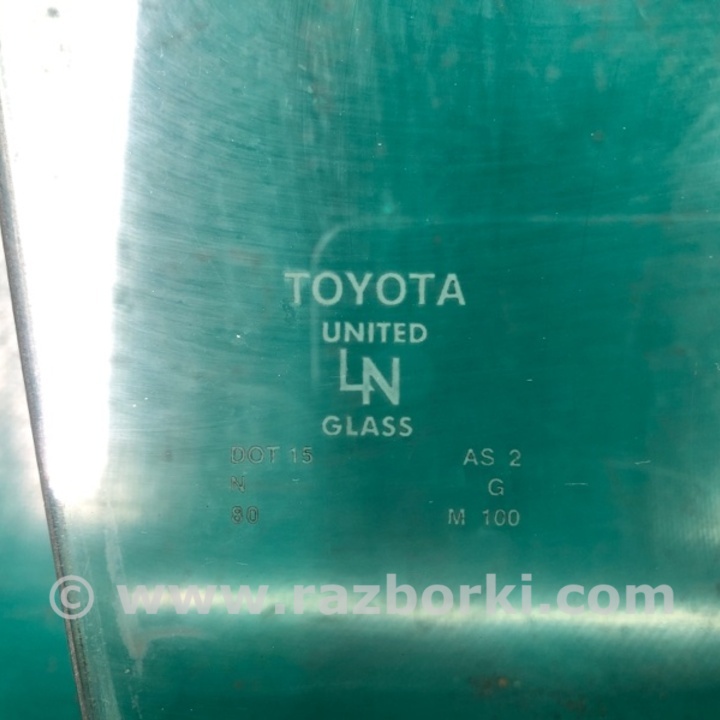 TOYOTA
UNITED
LN
GLASS
DOT 15 AS 2
N G
80 M 100
© www.razborki.com